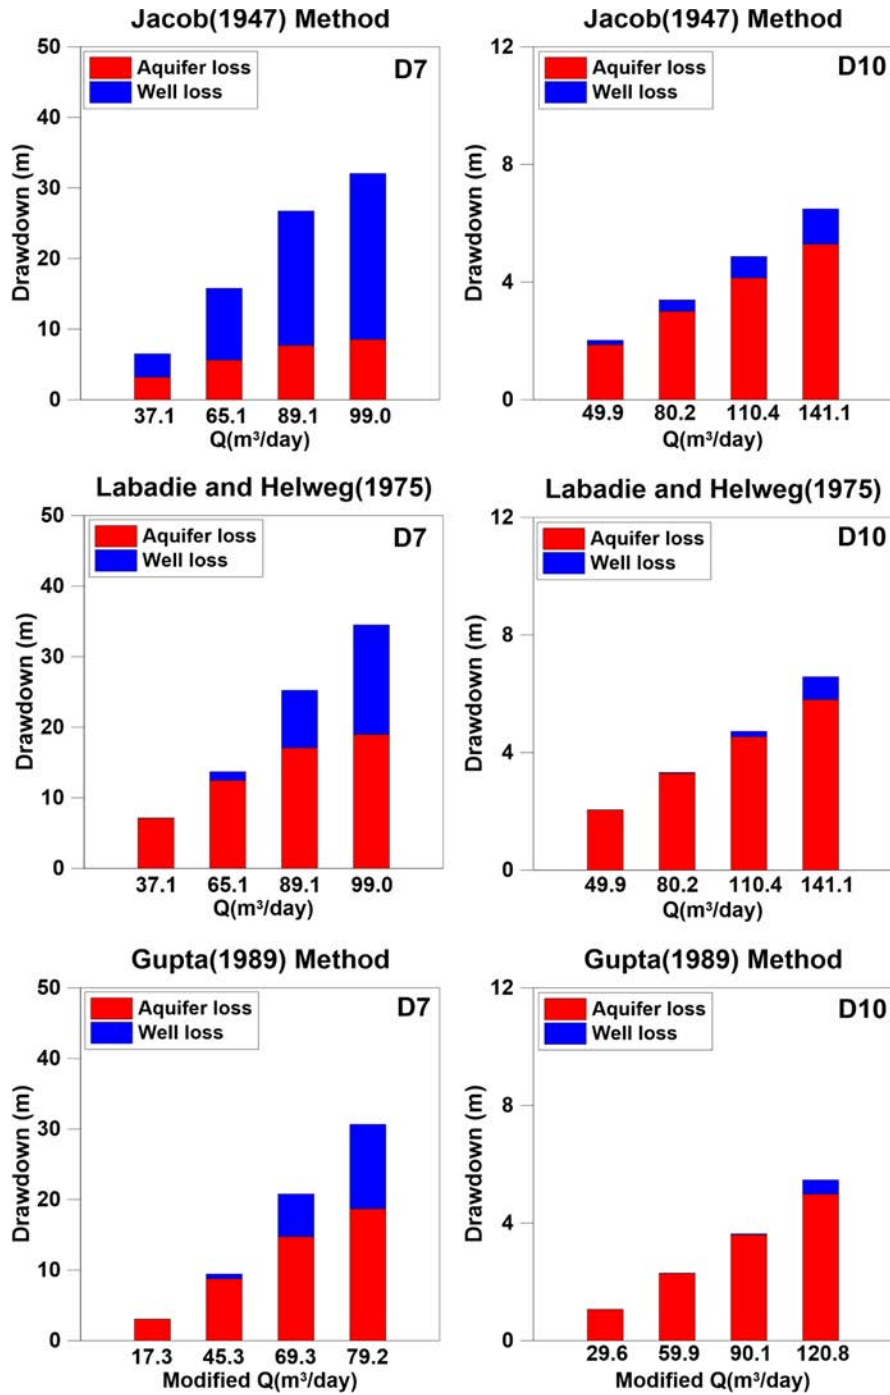 Jacob(1947) Method
50
40
30
20
10
0
Drawdown (m)
Aquifer loss
Well loss
D7
37.1 65.1 89.1 99.0
Q(m³/day)
Jacob(1947) Method
12
8
4
0
Drawdown (m)
Aquifer loss
Well loss
D10
49.9 80.2 110.4 141.1
Q(m³/day)
Labadie and Helweg(1975)
50
40
30
20
10
0
Drawdown (m)
Aquifer loss
Well loss
D7
37.1 65.1 89.1 99.0
Q(m³/day)
Labadie and Helweg(1975)
12
8
4
0
Drawdown (m)
Aquifer loss
Well loss
D10
49.9 80.2 110.4 141.1
Q(m³/day)
Gupta(1989) Method
50
40
30
20
10
0
Drawdown (m)
Aquifer loss
Well loss
D7
17.3 45.3 69.3 79.2
Modified Q(m³/day)
Gupta(1989) Method
12
8
4
0
Drawdown (m)
Aquifer loss
Well loss
D10
29.6 59.9 90.1 120.8
Modified Q(m³/day)